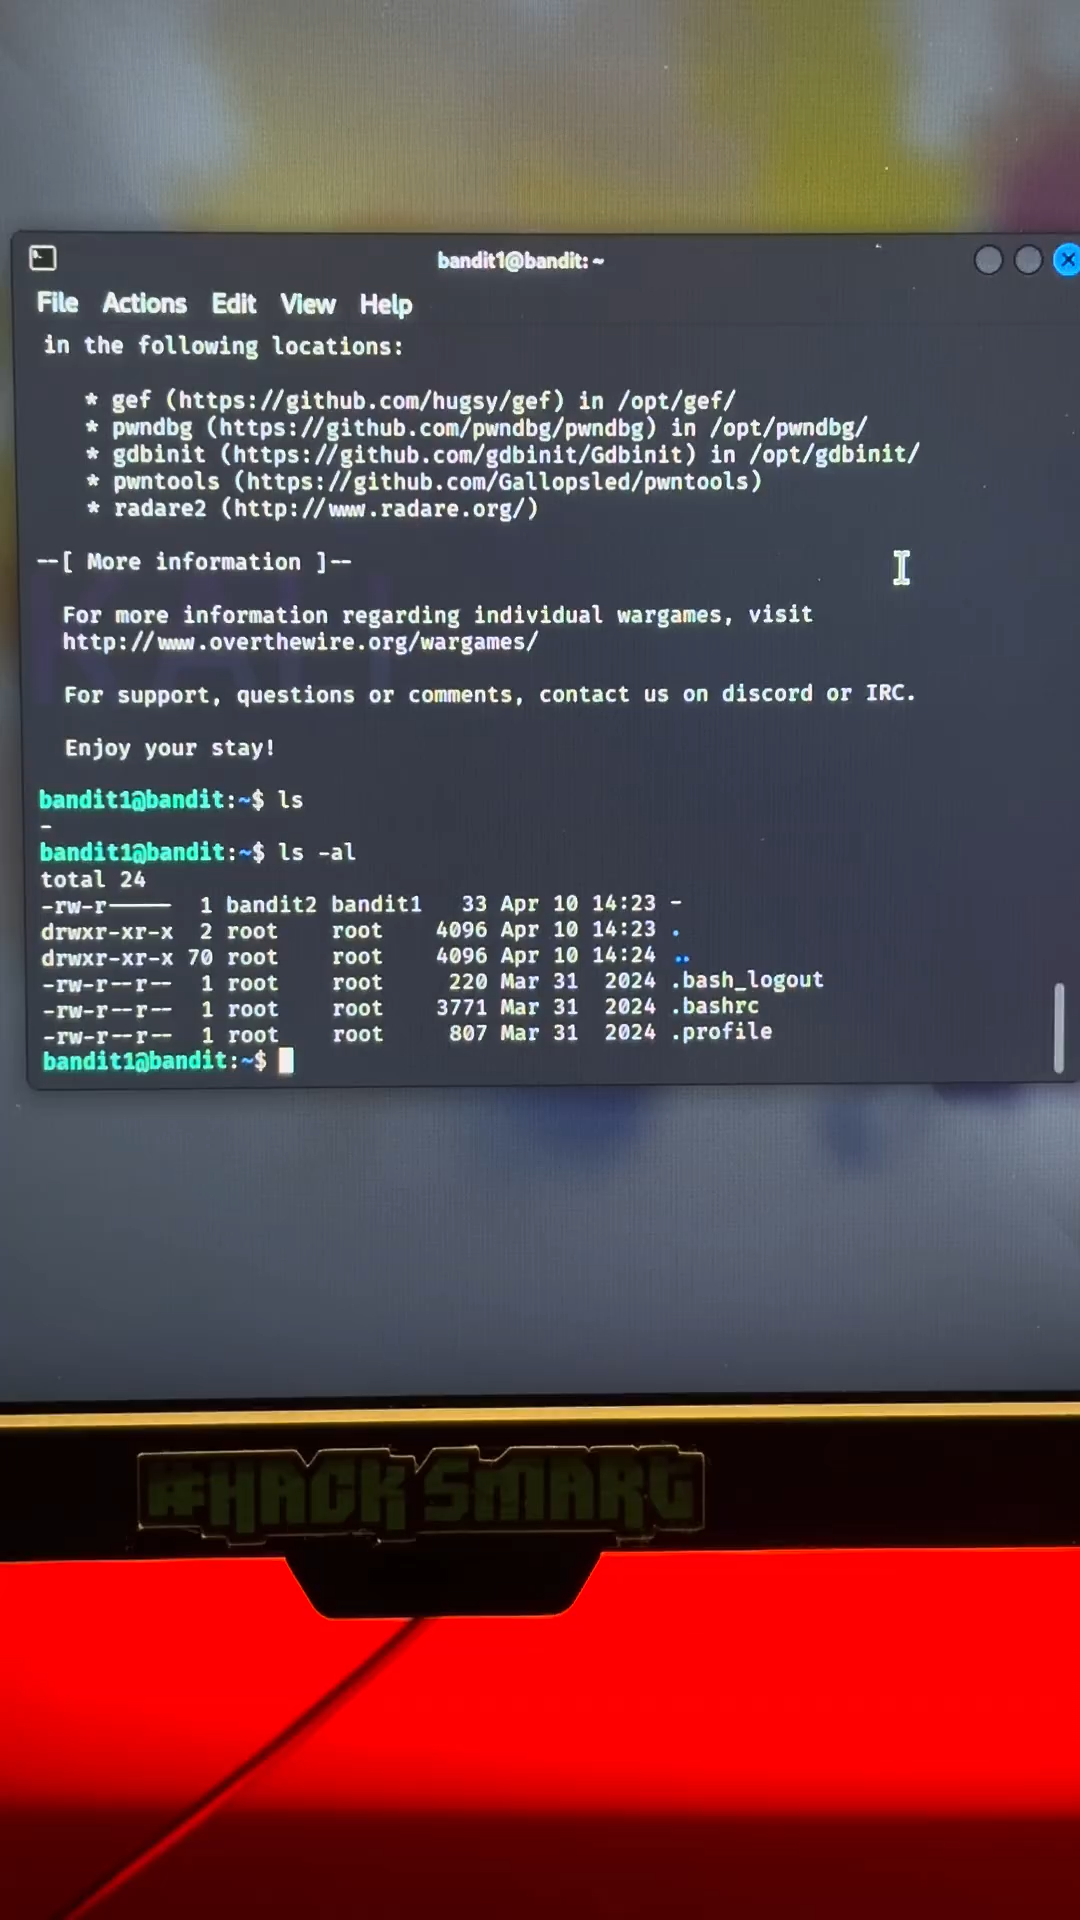 bandit1@bandit: ~
File Actions Edit View Help
in the following locations:
* gef (https://github.com/hugsy/gef) in /opt/gef/
* pwndbg (https://github.com/pwndbg/pwndbg) in /opt/pwndbg/
* gdbinit (https://github.com/gdbinit/Gdbinit) in /opt/gdbinit/
* pwntools (https://github.com/Gallopsled/pwntools)
* radare2 (http://www.radare.org/)
--[ More information ]--
For more information regarding individual wargames, visit
http://www.overthewire.org/wargames/
For support, questions or comments, contact us on discord or IRC.
Enjoy your stay!
bandit1@bandit:~$ ls
-
bandit1@bandit:~$ ls -al
total 24
-rw-r----- 1 bandit2 bandit1 33 Apr 10 14:23 -
drwxr-xr-x 2 root root 4096 Apr 10 14:23 .
drwxr-xr-x 70 root root 4096 Apr 10 14:24 ..
-rw-r--r-- 1 root root 220 Mar 31 2024 .bash_logout
-rw-r--r-- 1 root root 3771 Mar 31 2024 .bashrc
-rw-r--r-- 1 root root 807 Mar 31 2024 .profile
bandit1@bandit:~$
#HACK SMART